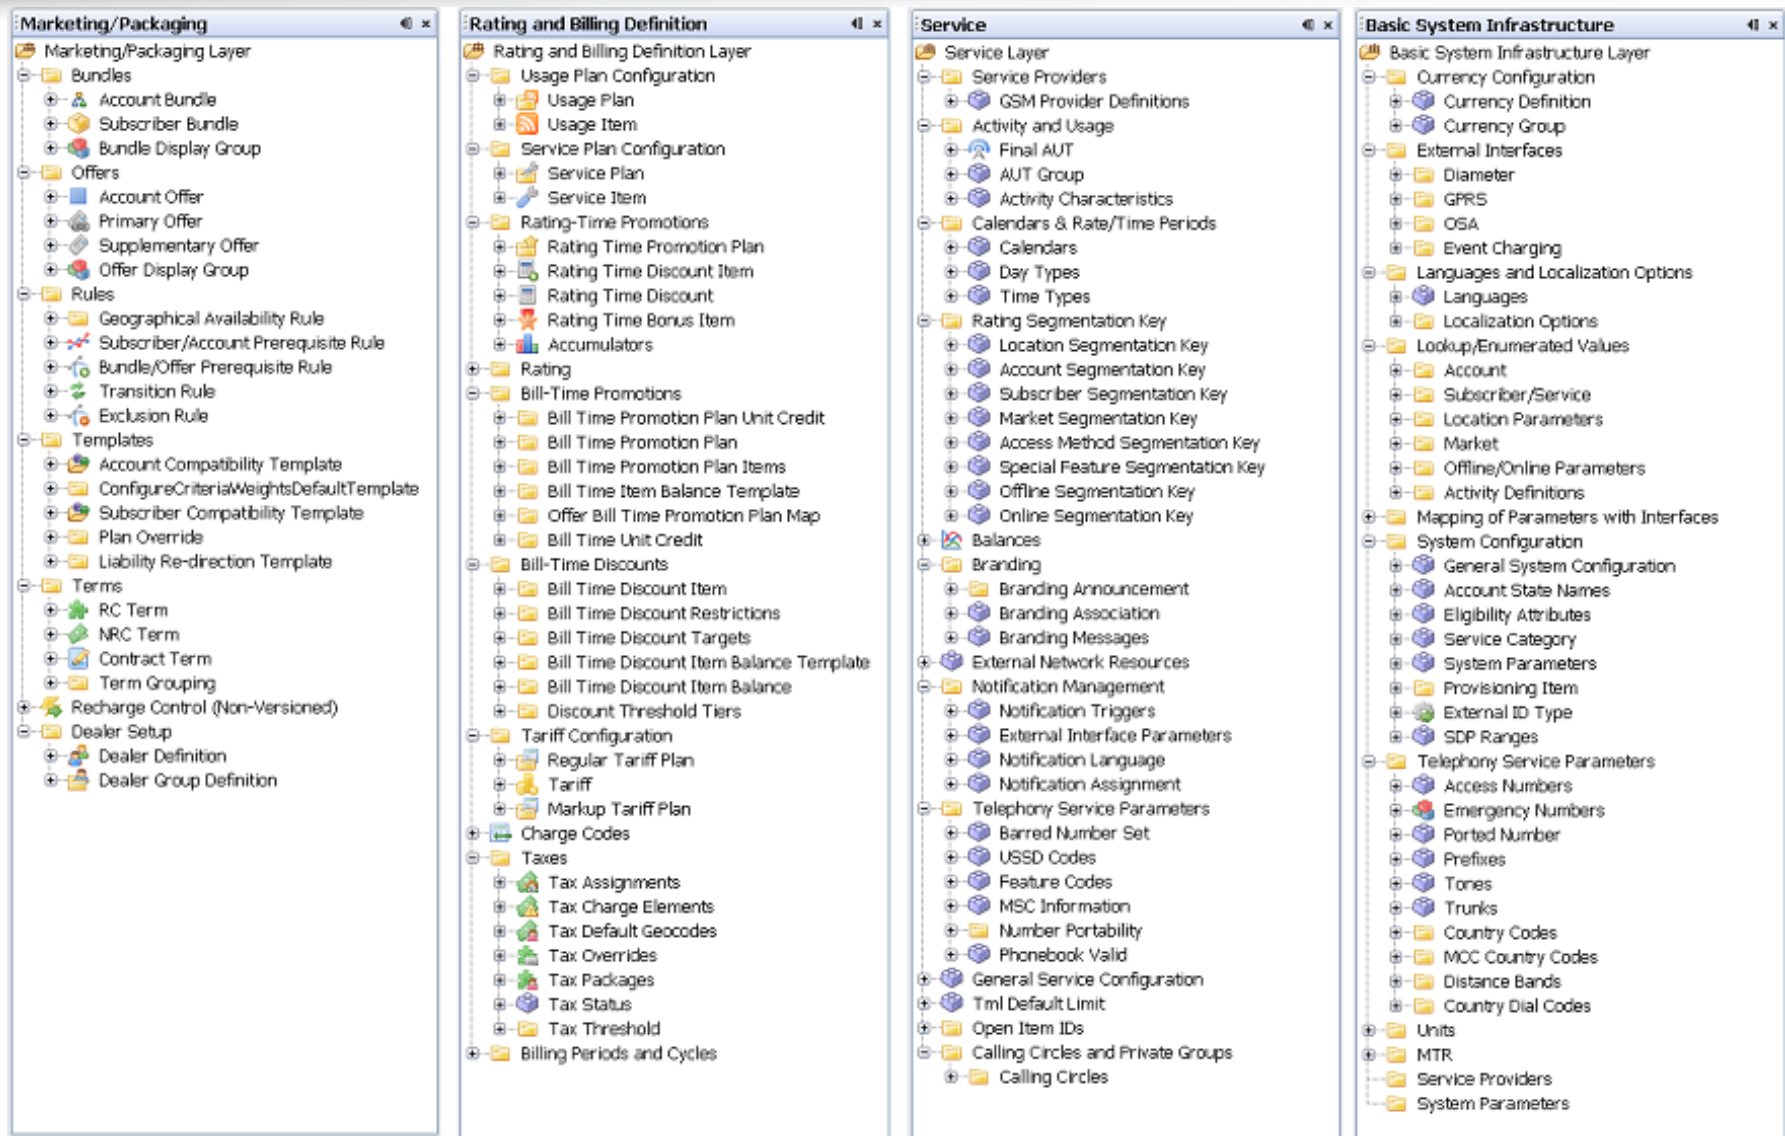 Marketing/Packaging
Marketing/Packaging Layer
Bundles
Account Bundle
Subscriber Bundle
Bundle Display Group
Offers
Account Offer
Primary Offer
Supplementary Offer
Offer Display Group
Rules
Geographical Availability Rule
Subscriber/Account Prerequisite Rule
Bundle/Offer Prerequisite Rule
Transition Rule
Exclusion Rule
Templates
Account Compatibility Template
ConfigureCriteriaWeightsDefaultTemplate
Subscriber Compatibility Template
Plan Override
Liability Re-direction Template
Terms
RC Term
NRC Term
Contract Term
Term Grouping
Recharge Control (Non-Versioned)
Dealer Setup
Dealer Definition
Dealer Group Definition
Rating and Billing Definition
Rating and Billing Definition Layer
Usage Plan Configuration
Usage Plan
Usage Item
Service Plan Configuration
Service Plan
Service Item
Rating-Time Promotions
Rating Time Promotion Plan
Rating Time Discount Item
Rating Time Discount
Rating Time Bonus Item
Accumulators
Rating
Bill-Time Promotions
Bill Time Promotion Plan Unit Credit
Bill Time Promotion Plan
Bill Time Promotion Plan Items
Bill Time Item Balance Template
Offer Bill Time Promotion Plan Map
Bill Time Unit Credit
Bill-Time Discounts
Bill Time Discount Item
Bill Time Discount Restrictions
Bill Time Discount Targets
Bill Time Discount Item Balance Template
Bill Time Discount Item Balance
Discount Threshold Tiers
Tariff Configuration
Regular Tariff Plan
Tariff
Markup Tariff Plan
Charge Codes
Taxes
Tax Assignments
Tax Charge Elements
Tax Default Geocodes
Tax Overrides
Tax Packages
Tax Status
Tax Threshold
Billing Periods and Cycles
Service
Service Layer
Service Providers
GSM Provider Definitions
Activity and Usage
Final AUT
AUT Group
Activity Characteristics
Calendars & Rate/Time Periods
Calendars
Day Types
Time Types
Rating Segmentation Key
Location Segmentation Key
Account Segmentation Key
Subscriber Segmentation Key
Market Segmentation Key
Access Method Segmentation Key
Special Feature Segmentation Key
Offline Segmentation Key
Online Segmentation Key
Balances
Branding
Branding Announcement
Branding Association
Branding Messages
External Network Resources
Notification Management
Notification Triggers
External Interface Parameters
Notification Language
Notification Assignment
Telephony Service Parameters
Barred Number Set
USSD Codes
Feature Codes
MSC Information
Number Portability
Phonebook Valid
General Service Configuration
Tml Default Limit
Open Item IDs
Calling Circles and Private Groups
Calling Circles
Basic System Infrastructure
Basic System Infrastructure Layer
Currency Configuration
Currency Definition
Currency Group
External Interfaces
Diameter
GPRS
OSA
Event Charging
Languages and Localization Options
Languages
Localization Options
Lookup/Enumerated Values
Account
Subscriber/Service
Location Parameters
Market
Offline/Online Parameters
Activity Definitions
Mapping of Parameters with Interfaces
System Configuration
General System Configuration
Account State Names
Eligibility Attributes
Service Category
System Parameters
Provisioning Item
External ID Type
SDP Ranges
Telephony Service Parameters
Access Numbers
Emergency Numbers
Ported Number
Prefixes
Tones
Trunks
Country Codes
MCC Country Codes
Distance Bands
Country Dial Codes
Units
MTR
Service Providers
System Parameters